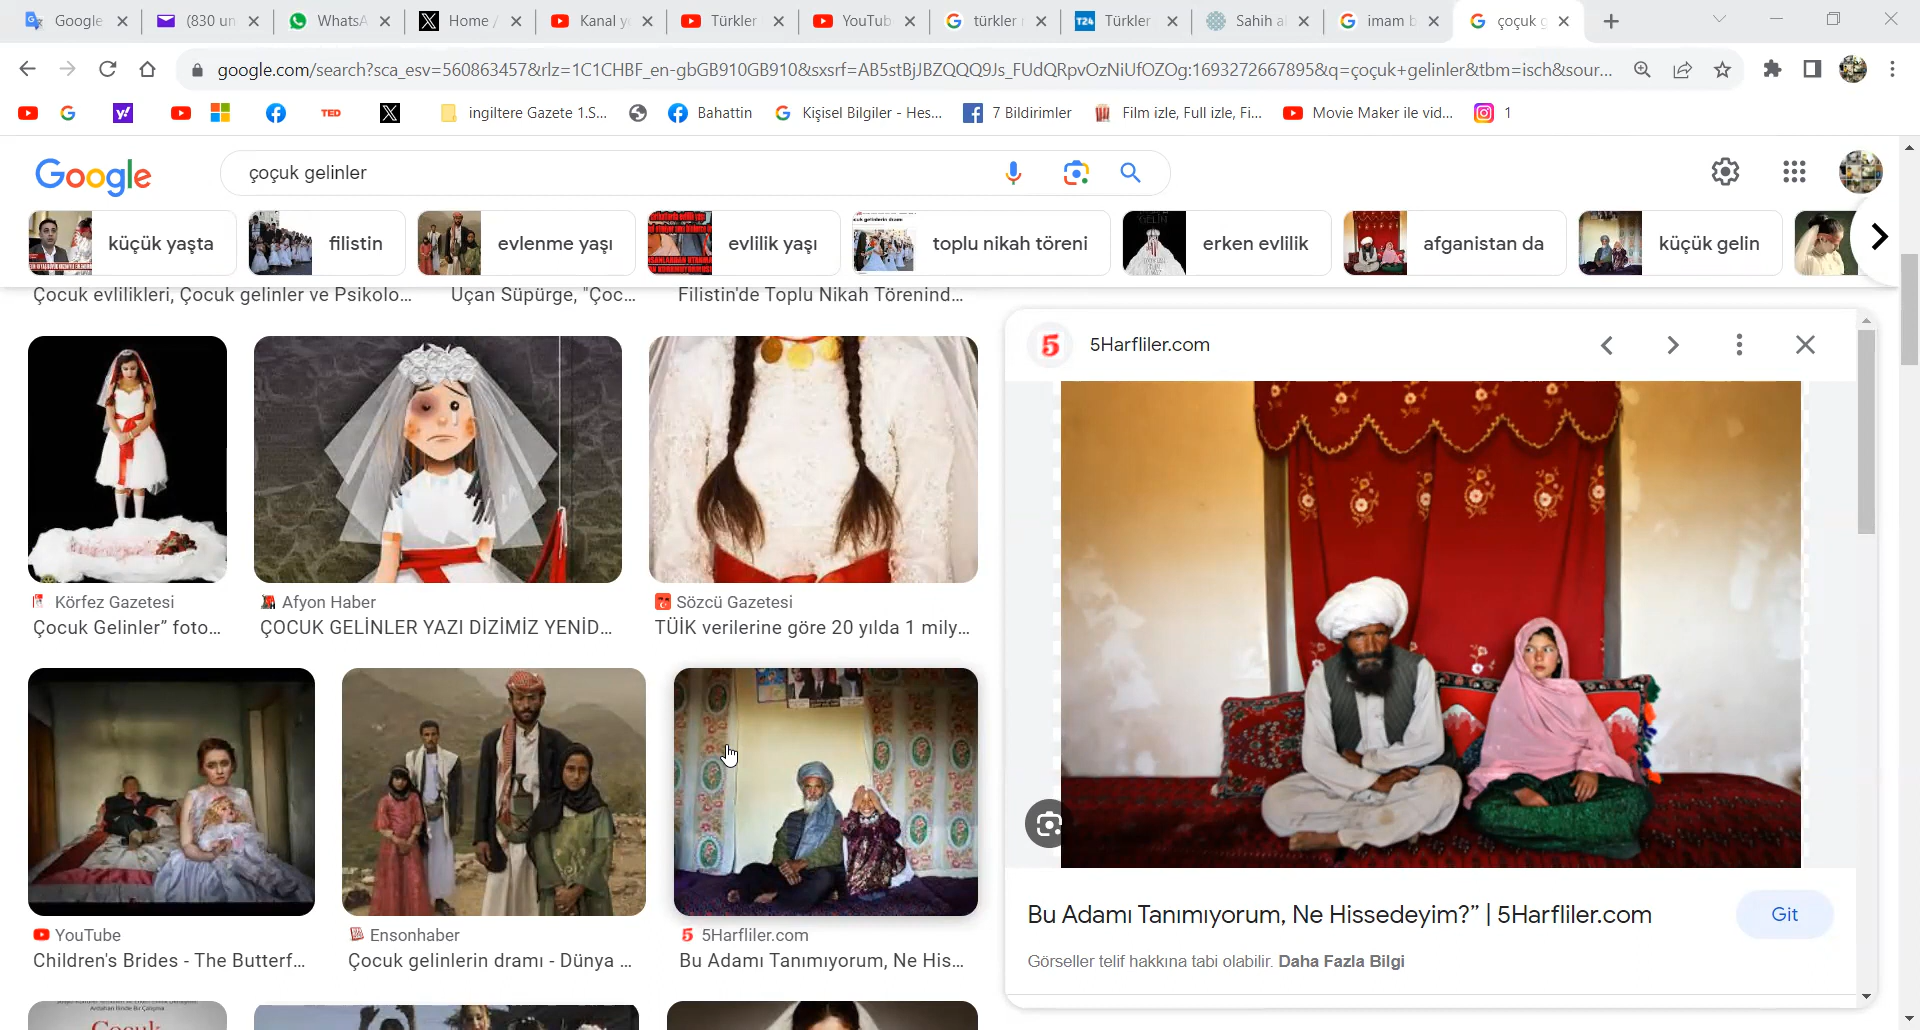 Google
(830 un
WhatsA
Home /
Kanal y
Türkler
YouTub
türkler
Türkler
Sahih a
imam b
çoçuk g
google.com/search?sca_esv=560863457&rlz=1C1CHBF_en-gbGB910GB910&sxsrf=AB5stBjJBZQQQ9Js_FUdQRpvOzNiUfOZOg:1693272667895&q=çoçuk+gelinler&tbm=isch&sour...
TED
ingiltere Gazete 1.S...
Bahattin
Kişisel Bilgiler - Hes...
7 Bildirimler
Film izle, Full izle, Fi...
Movie Maker ile vid...
1
Google
çoçuk gelinler
küçük yaşta
filistin
evlenme yaşı
evlilik yaşı
toplu nikah töreni
erken evlilik
afganistan da
küçük gelin
Çocuk evlilikleri, Çocuk gelinler ve Psikolo...
Uçan Süpürge, "Çoc...
Filistin'de Toplu Nikah Törenind...
5Harfliler.com
Körfez Gazetesi
Çocuk Gelinler” foto...
Afyon Haber
ÇOCUK GELİNLER YAZI DİZİMİZ YENİD...
Sözcü Gazetesi
TÜİK verilerine göre 20 yılda 1 mily...
YouTube
Children's Brides - The Butterf...
Ensonhaber
Çocuk gelinlerin dramı - Dünya ...
5Harfliler.com
Bu Adamı Tanımıyorum, Ne His...
Bu Adamı Tanımıyorum, Ne Hissedeyim?” | 5Harfliler.com
Git
Görseller telif hakkına tabi olabilir. Daha Fazla Bilgi